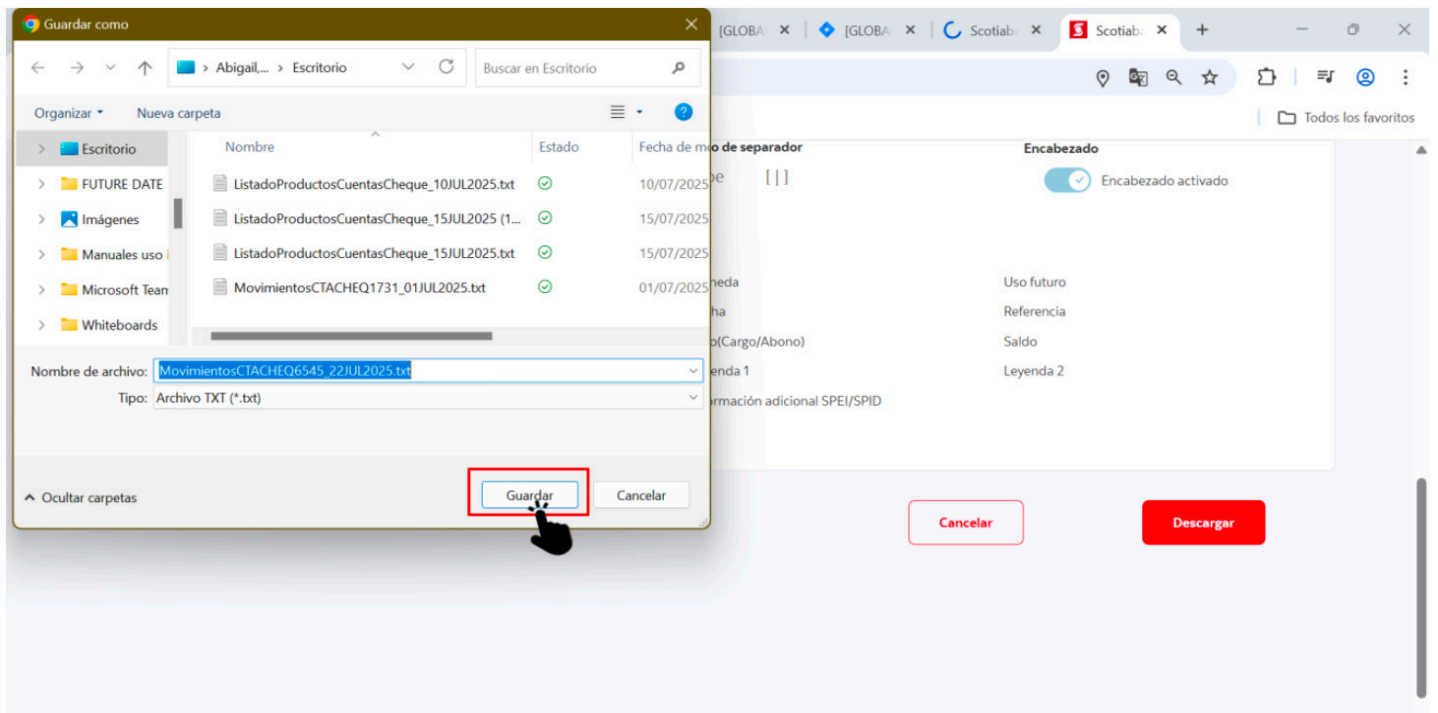 Guardar como
[GLOBA
[GLOBA
Scotiab
Scotiab
Abigail,... > Escritorio
Buscar en Escritorio
Organizar
Nueva carpeta
Todos los favoritos
Escritorio
FUTURE DATE
Imágenes
Manuales uso i
Microsoft Team
Whiteboards
Nombre
Estado
Fecha de m
ListadoProductosCuentasCheque_10JUL2025.txt
10/07/2025
ListadoProductosCuentasCheque_15JUL2025 (1...
15/07/2025
ListadoProductosCuentasCheque_15JUL2025.txt
15/07/2025
MovimientosCTACHEQ1731_01JUL2025.txt
01/07/2025
Nombre de archivo: MovimientosCTACHEQ6545_22JUL2025.txt
Tipo: Archivo TXT (*.txt)
Ocultar carpetas
Guardar
Cancelar
o de separador
Encabezado
[|]
Encabezado activado
neda
Uso futuro
ha
Referencia
o(Cargo/Abono)
Saldo
enda 1
Leyenda 2
rmación adicional SPEI/SPID
Cancelar
Descargar